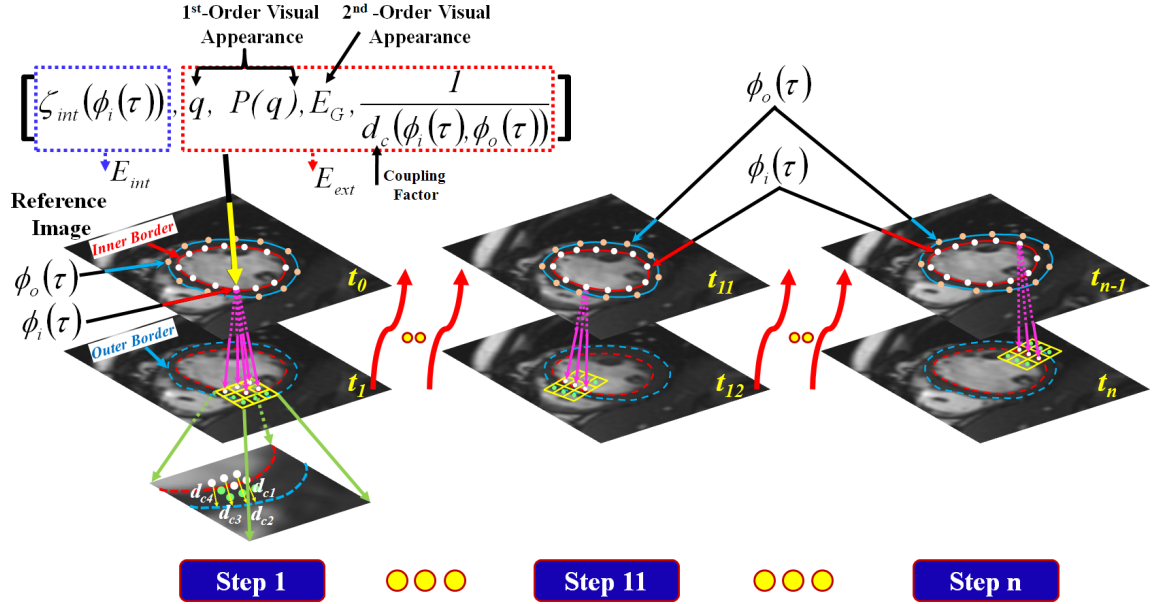 1st-Order Visual
Appearance
2nd -Order Visual
Appearance
[ζint(ϕi(τ)), q, P(q), EG, 1/dc(ϕi(τ),ϕo(τ))]
Eint
Eext
Coupling
Factor
Reference
Image
Inner Border
ϕo(τ)
ϕi(τ)
Outer Border
t0
t1
dc4
dc3
dc1
dc2
t11
t12
ϕo(τ)
ϕi(τ)
tn-1
tn
Step 1
Step 11
Step n